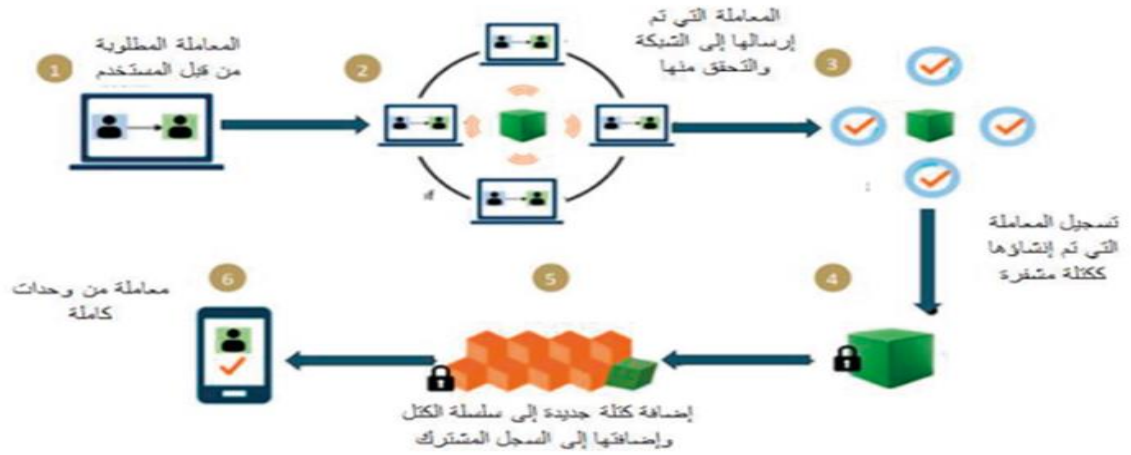 1
المعاملة المطلوبة
من قبل المستخدم
2
المعاملة التي تم
إرسالها إلى الشبكة
والتحقق منها
3
تسجيل المعاملة
التي تم إنشاؤها
ككتلة مشفرة
4
5
إضافة كتلة جديدة إلى سلسلة الكتل
وإضافتها إلى السجل المشترك
6
معاملة من وحدات
كاملة